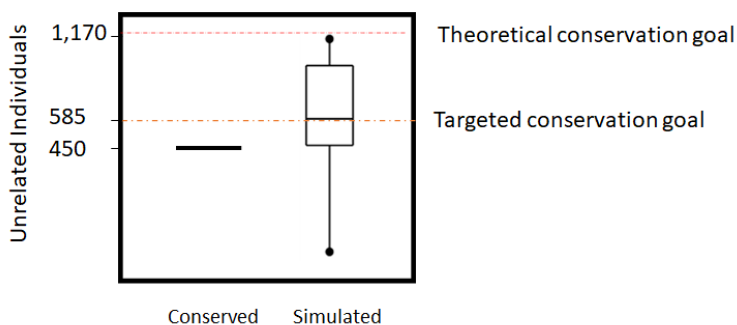 1,170
Theoretical conservation goal
585
Targeted conservation goal
450
Unrelated Individuals
Conserved
Simulated